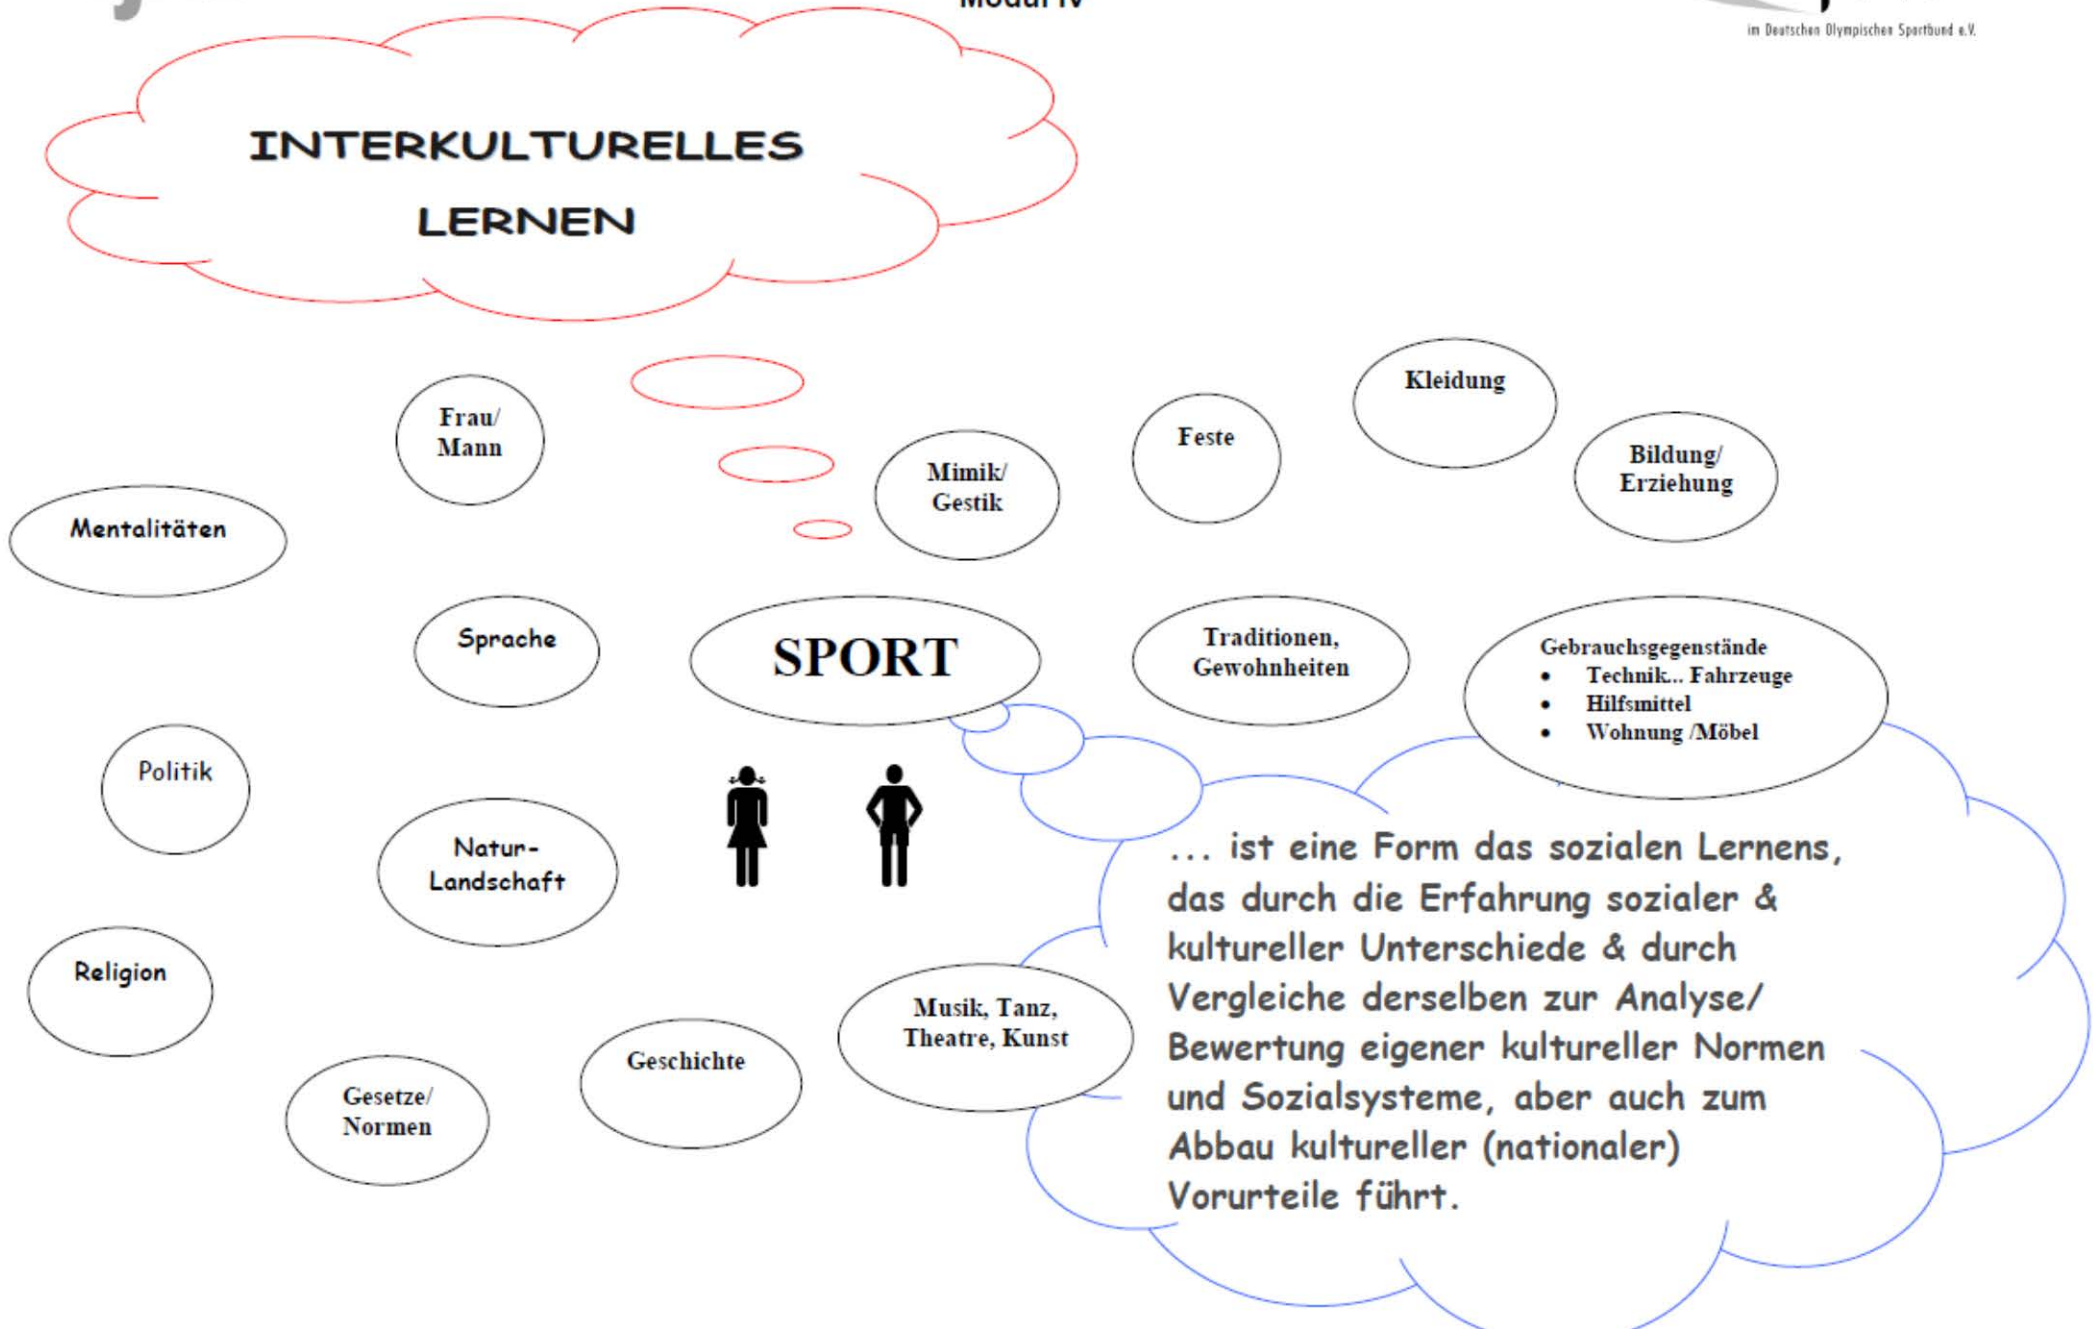 Modul IV
im Deutschen Olympischen Sportbund e.V.
INTERKULTURELLES
LERNEN
Kleidung
Frau/
Mann
Feste
Bildung/
Erziehung
Mimik/
Gestik
Mentalitäten
Sprache
SPORT
Traditionen,
Gewohnheiten
Gebrauchsgegenstände
• Technik... Fahrzeuge
• Hilfsmittel
• Wohnung /Möbel
Politik
Natur-
Landschaft
... ist eine Form das sozialen Lernens,
das durch die Erfahrung sozialer &
kultureller Unterschiede & durch
Vergleiche derselben zur Analyse/
Bewertung eigener kultureller Normen
und Sozialsysteme, aber auch zum
Abbau kultureller (nationaler)
Vorurteile führt.
Religion
Musik, Tanz,
Theatre, Kunst
Geschichte
Gesetze/
Normen